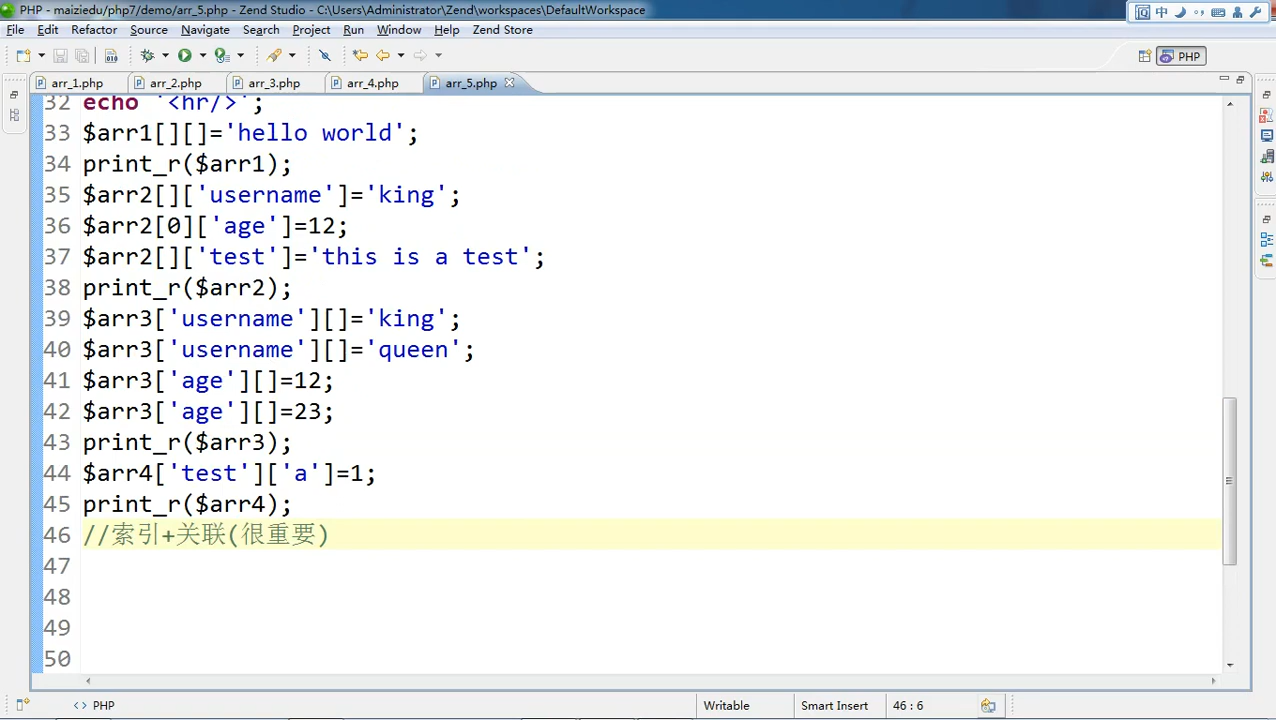 PHP - maiziedu/php7/demo/arr_5.php - Zend Studio - C:\Users\Administrator\Zend\workspaces\DefaultWorkspace
中
File Edit Refactor Source Navigate Search Project Run Window Help Zend Store
PHP
arr_1.php arr_2.php arr_3.php arr_4.php arr_5.php
32 echo '<hr/>';
33 $arr1[][]='hello world';
34 print_r($arr1);
35 $arr2[]['username']='king';
36 $arr2[0]['age']=12;
37 $arr2[]['test']='this is a test';
38 print_r($arr2);
39 $arr3['username'][]='king';
40 $arr3['username'][]='queen';
41 $arr3['age'][]=12;
42 $arr3['age'][]=23;
43 print_r($arr3);
44 $arr4['test']['a']=1;
45 print_r($arr4);
46 //索引+关联(很重要)
47
48
49
50
PHP Writable Smart Insert 46 : 6